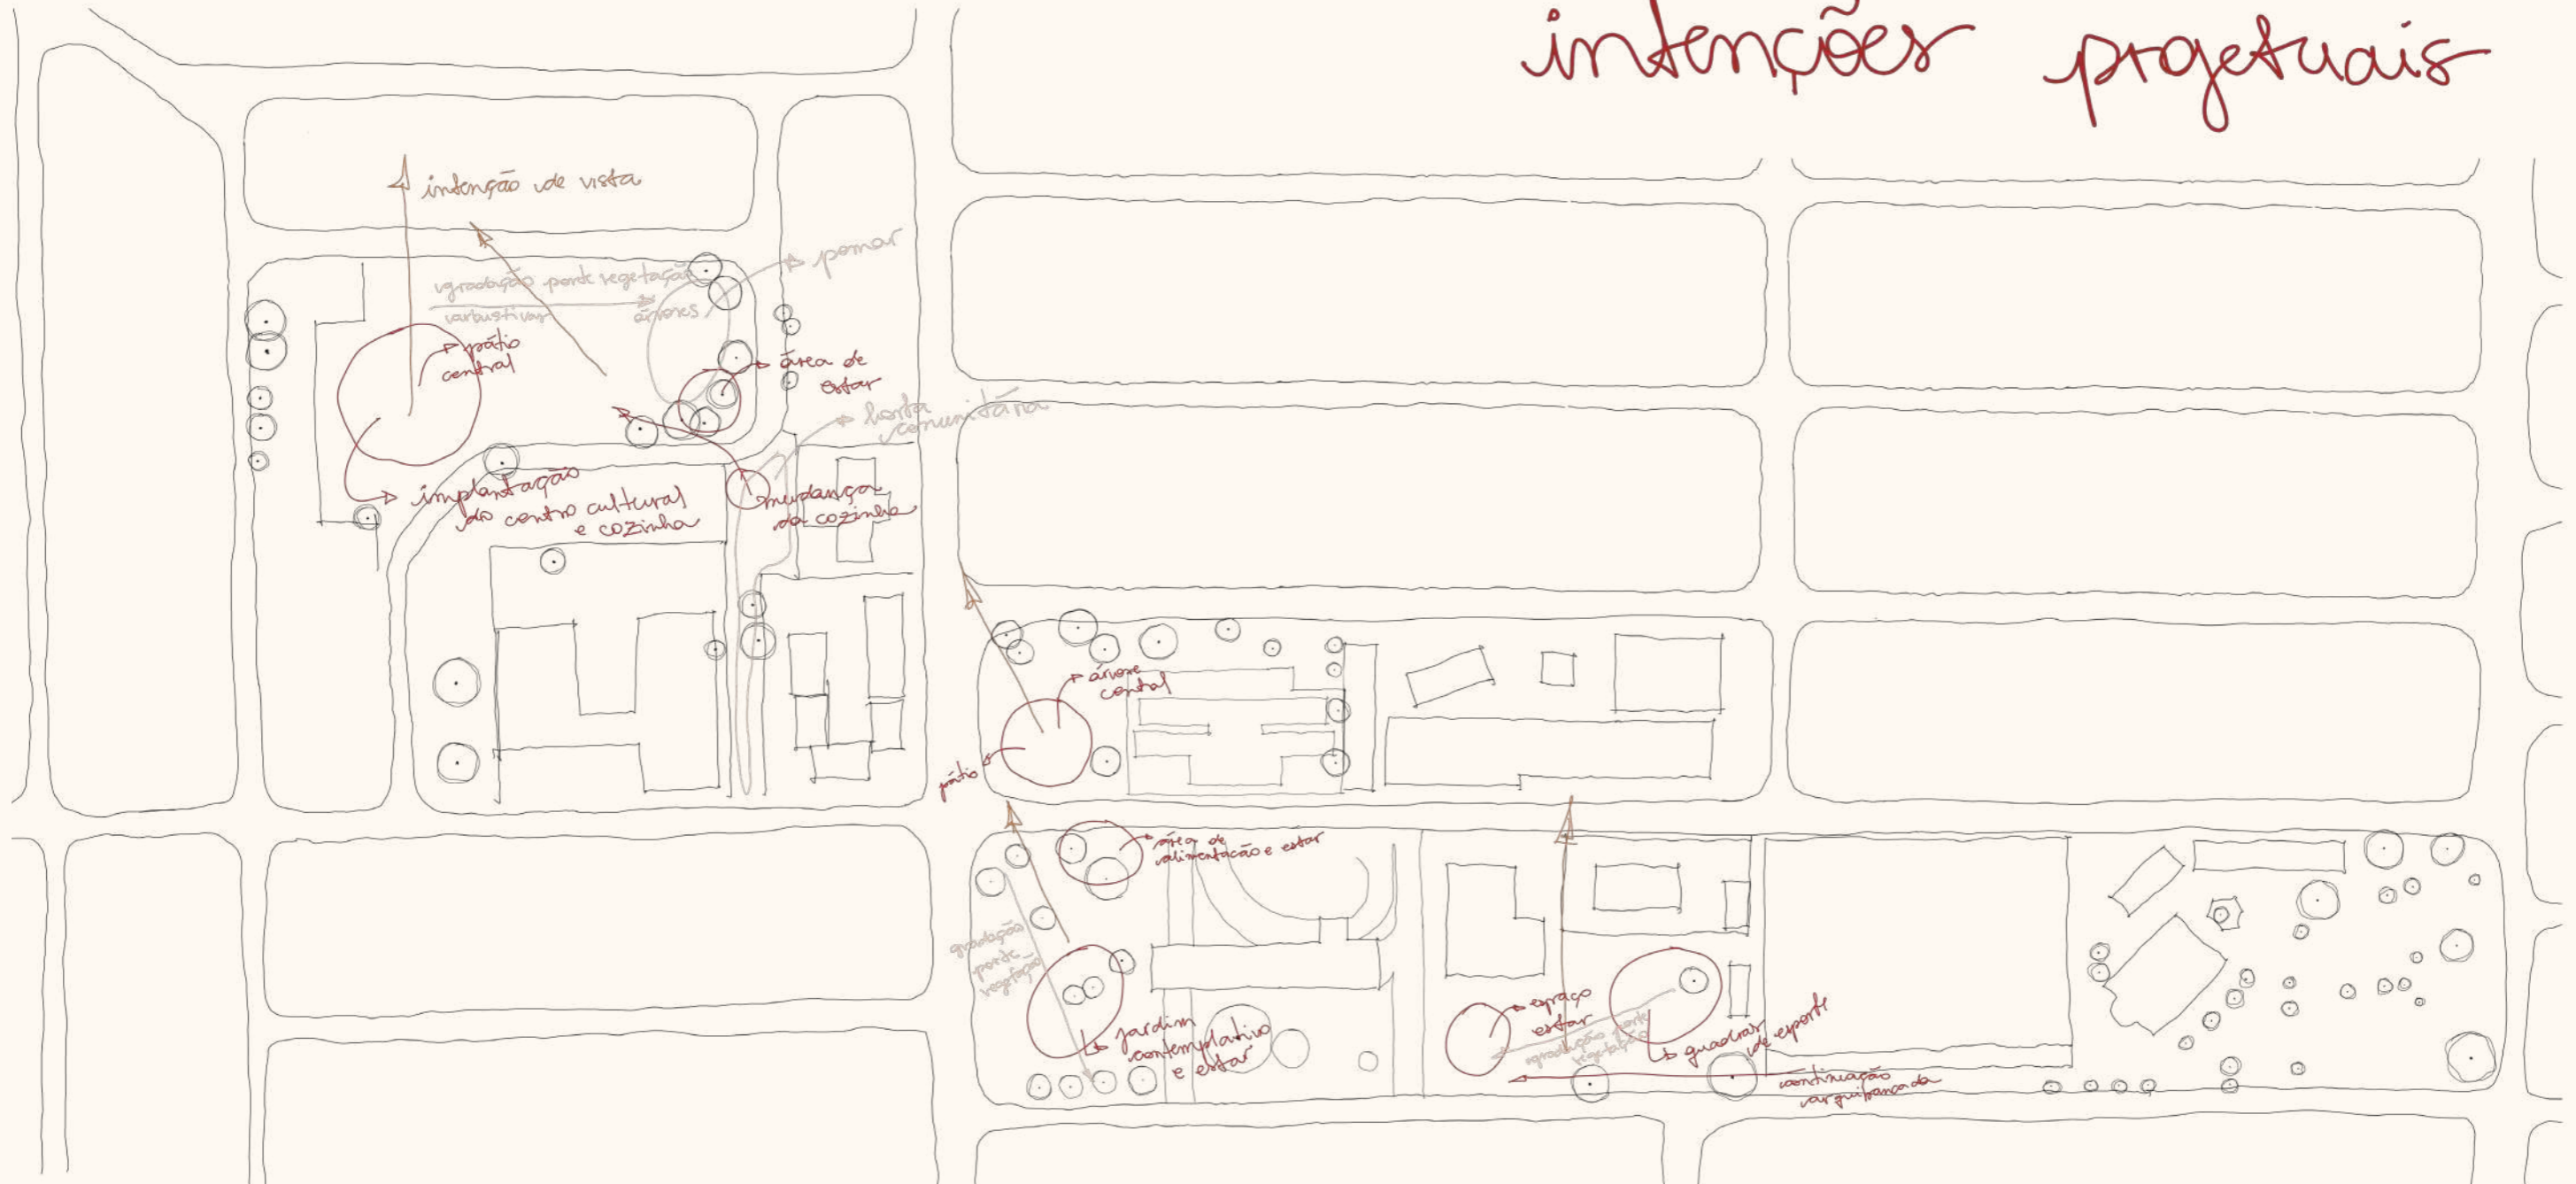 intenções projetuais
intenção de vista
pomar
gradação porte vegetação
arbustivas
árvores
pátio
central
área de
estar
horta
comunitária
implantação
do centro cultural
e cozinha
mudança
da cozinha
árvore
central
pátio
área de
alimentação e estar
gradação
porte
vegetação
jardim
contemplativo
e estar
espaço
estar
gradação porte
vegetação
quadras
de esporte
continuação
arquibancada